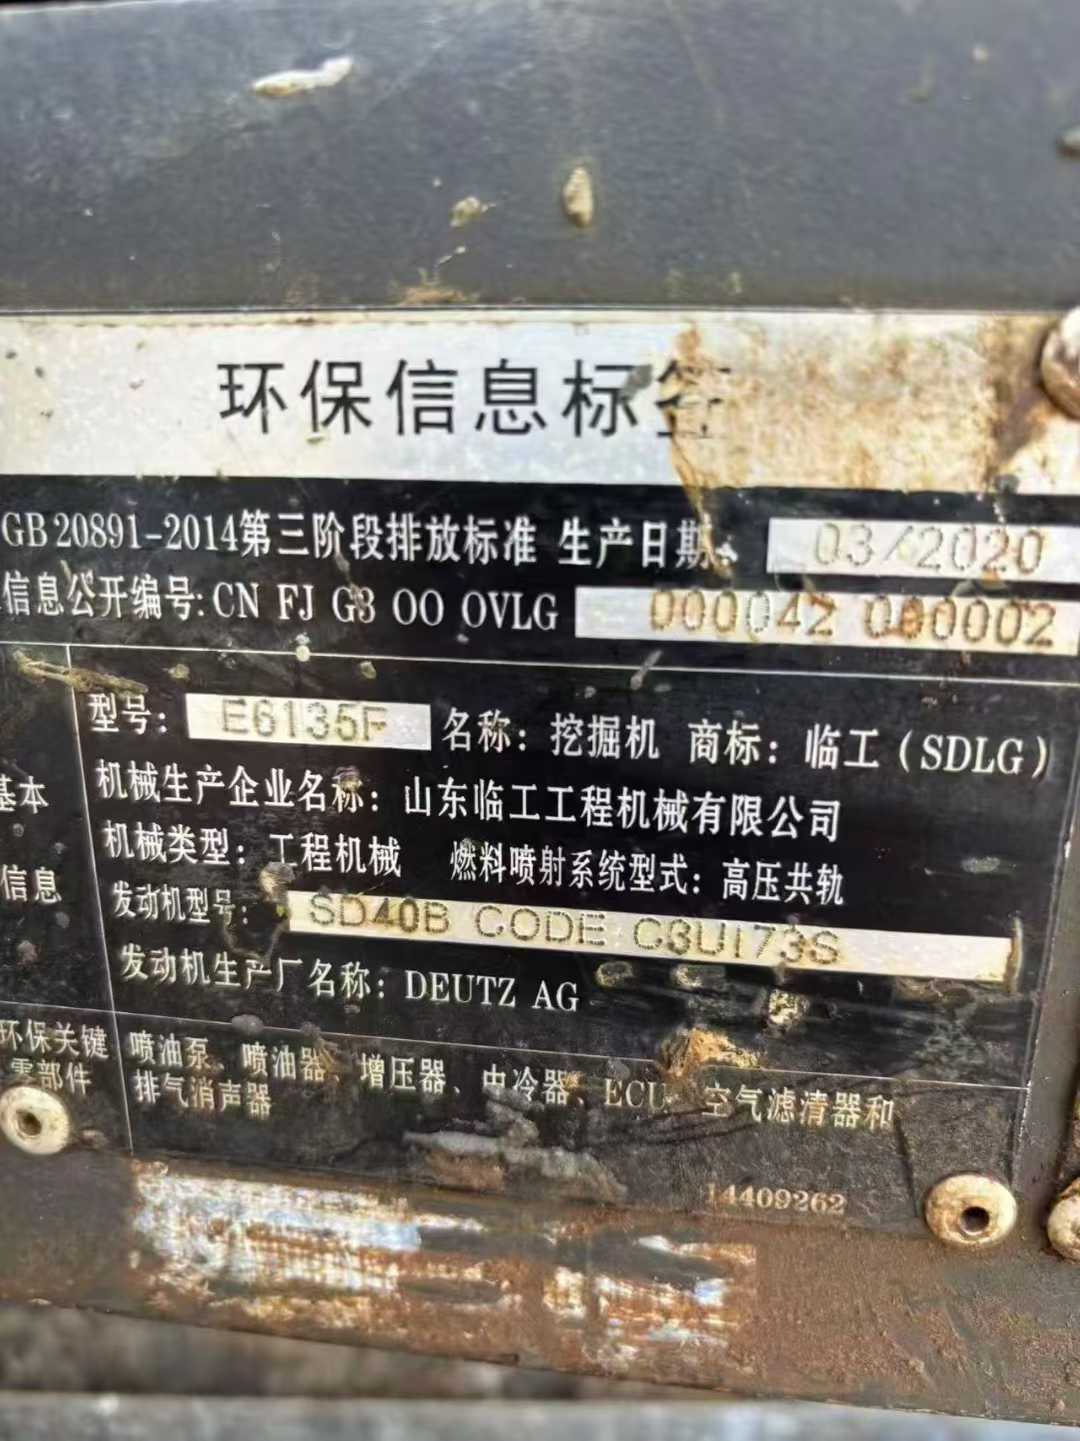 环保信息标签
GB 20891-2014第三阶段排放标准 生产日期: 03/2020
信息公开编号: CN FJ G3 OO OVLG 000042 000002
型号: E6135F 名称: 挖掘机 商标: 临工 (SDLG)
机械生产企业名称: 山东临工工程机械有限公司
基本
信息
机械类型: 工程机械 燃料喷射系统型式: 高压共轨
发动机型号: SD40B CODE: C3U173S
发动机生产厂名称: DEUTZ AG
环保关键
零部件
喷油泵、喷油器、增压器、中冷器、ECU、空气滤清器和
排气消声器
14409262